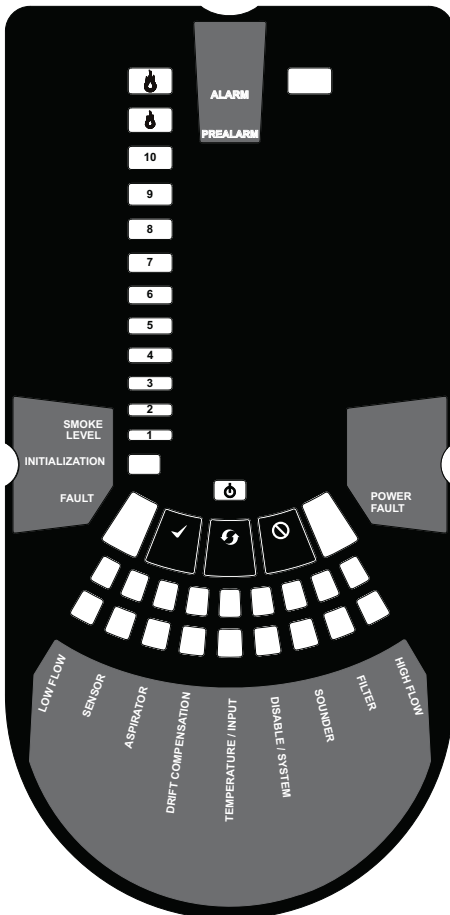 ALARM
PREALARM
10
9
8
7
6
5
4
3
2
1
SMOKE
LEVEL
INITIALIZATION
FAULT
POWER
FAULT
LOW FLOW
SENSOR
ASPIRATOR
DRIFT COMPENSATION
TEMPERATURE / INPUT
DISABLE / SYSTEM
SOUNDER
FILTER
HIGH FLOW